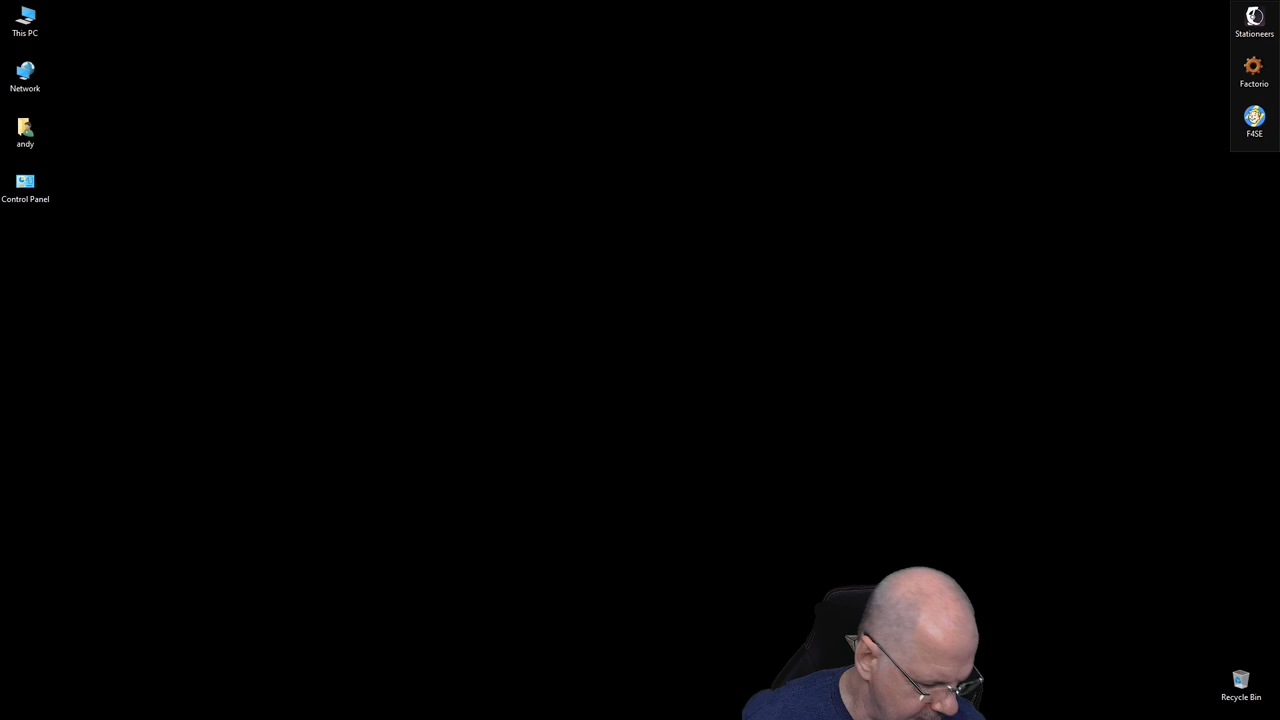 This PC
Network
andy
Control Panel
Stationeers
Factorio
F4SE
Recycle Bin